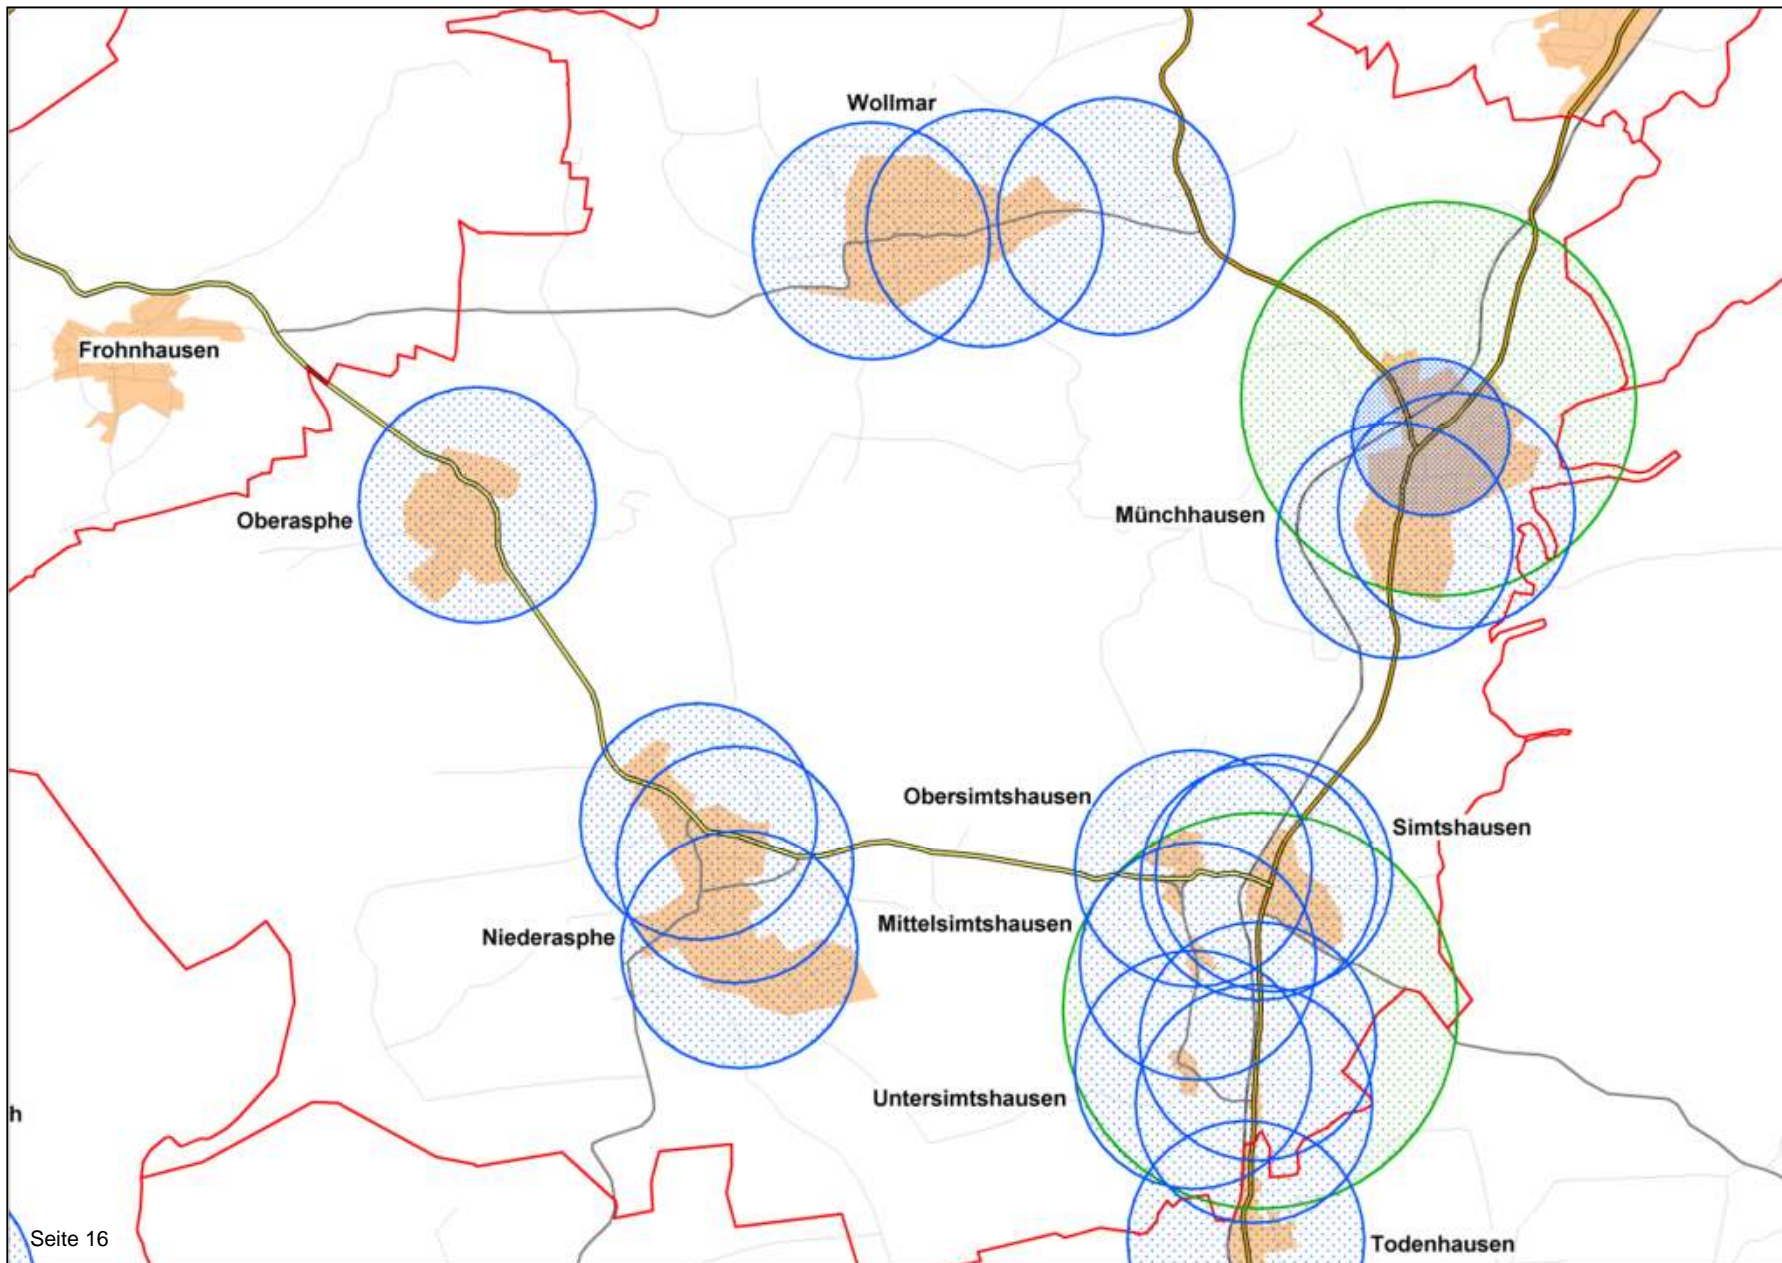 Wollmar
Frohnhausen
Oberasphe
Münchhausen
Obersimtshausen
Simtshausen
Mittelsimtshausen
Niederasphe
Untersimtshausen
h
Seite 16
Todenhausen